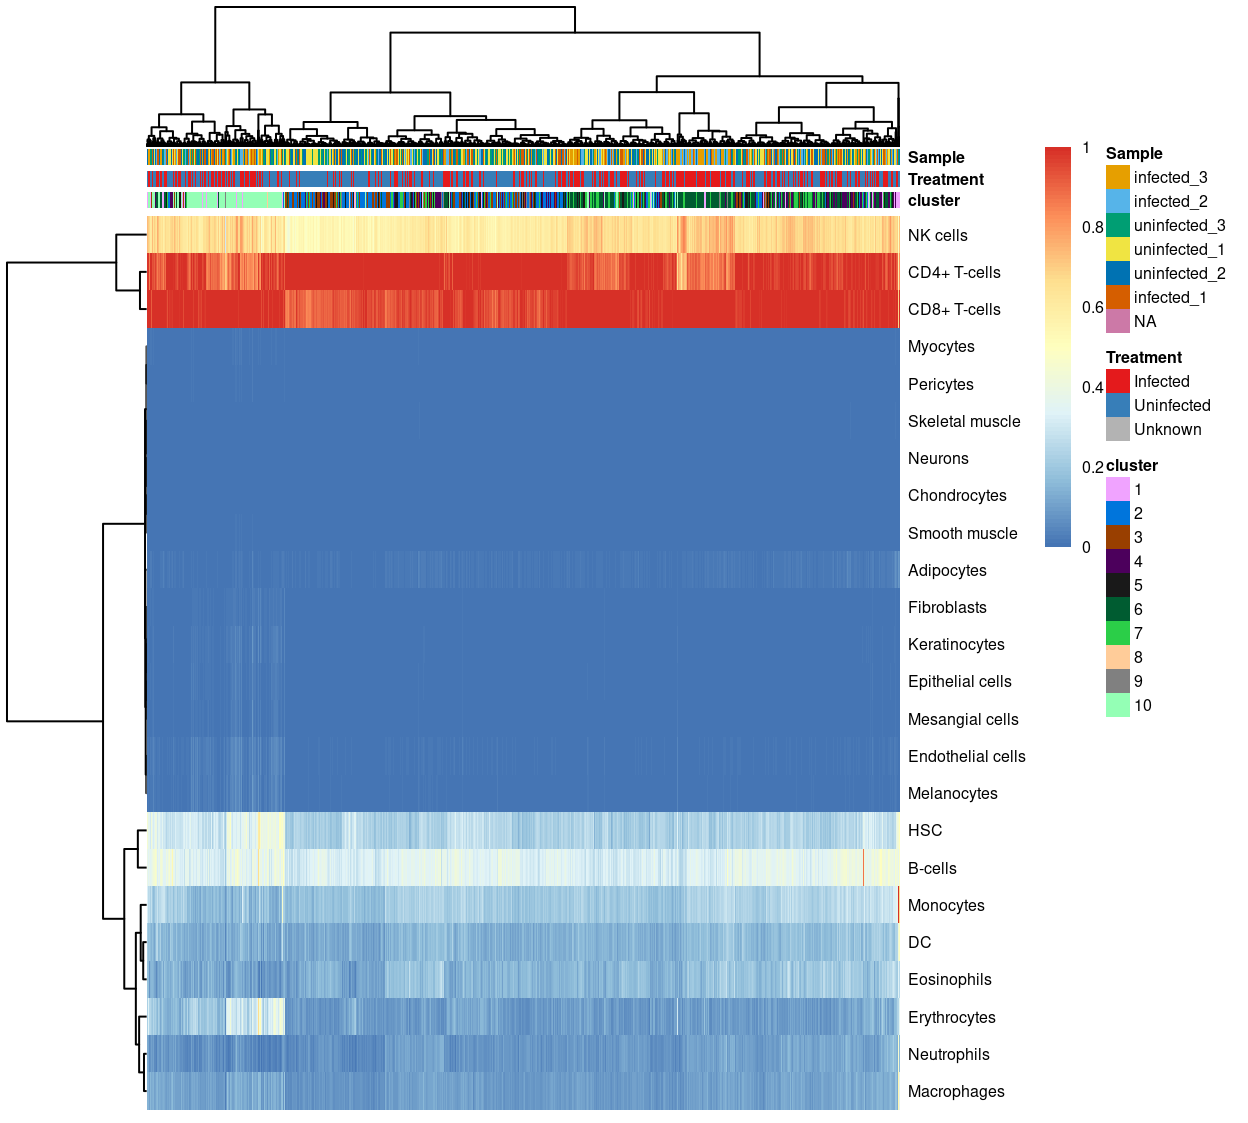 Sample
Treatment
cluster
NK cells
CD4+ T-cells
CD8+ T-cells
Myocytes
Pericytes
Skeletal muscle
Neurons
Chondrocytes
Smooth muscle
Adipocytes
Fibroblasts
Keratinocytes
Epithelial cells
Mesangial cells
Endothelial cells
Melanocytes
HSC
B-cells
Monocytes
DC
Eosinophils
Erythrocytes
Neutrophils
Macrophages
1
0.8
0.6
0.4
0.2
0
Sample
infected_3
infected_2
uninfected_3
uninfected_1
uninfected_2
infected_1
NA
Treatment
Infected
Uninfected
Unknown
cluster
1
2
3
4
5
6
7
8
9
10